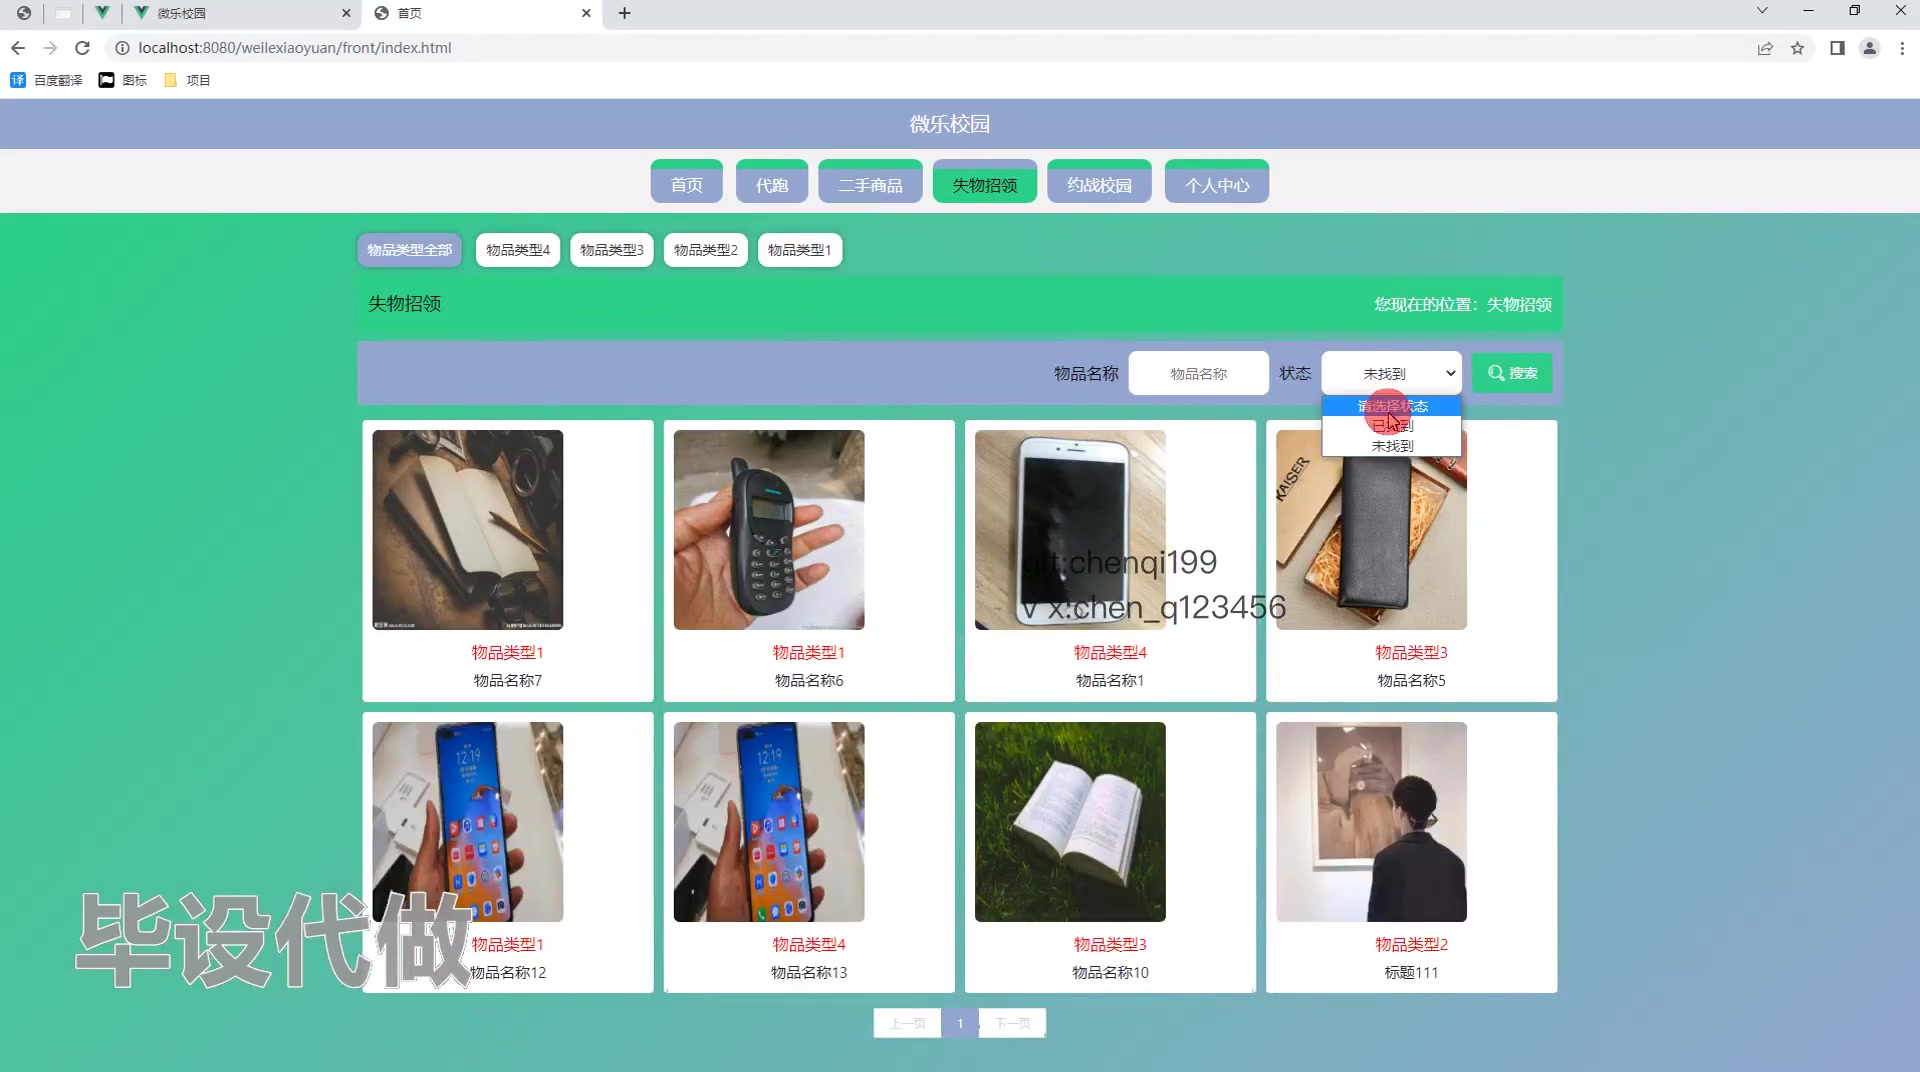 微乐校园
首页
localhost:8080/weilexiaoyuan/front/index.html
百度翻译
图标
项目
微乐校园
首页
代跑
二手商品
失物招领
约战校园
个人中心
物品类型全部
物品类型4
物品类型3
物品类型2
物品类型1
失物招领
您现在的位置：失物招领
物品名称
物品名称
状态
未找到
搜索
请选择状态
已找到
未找到
KAISER
git:chenqi199
v x:chen_q123456
物品类型1
物品名称7
物品类型1
物品名称6
物品类型4
物品名称1
物品类型3
物品名称5
12:19
12:19
物品类型1
物品名称12
物品类型4
物品名称13
物品类型3
物品名称10
物品类型2
标题111
毕设代做
上一页
1
下一页